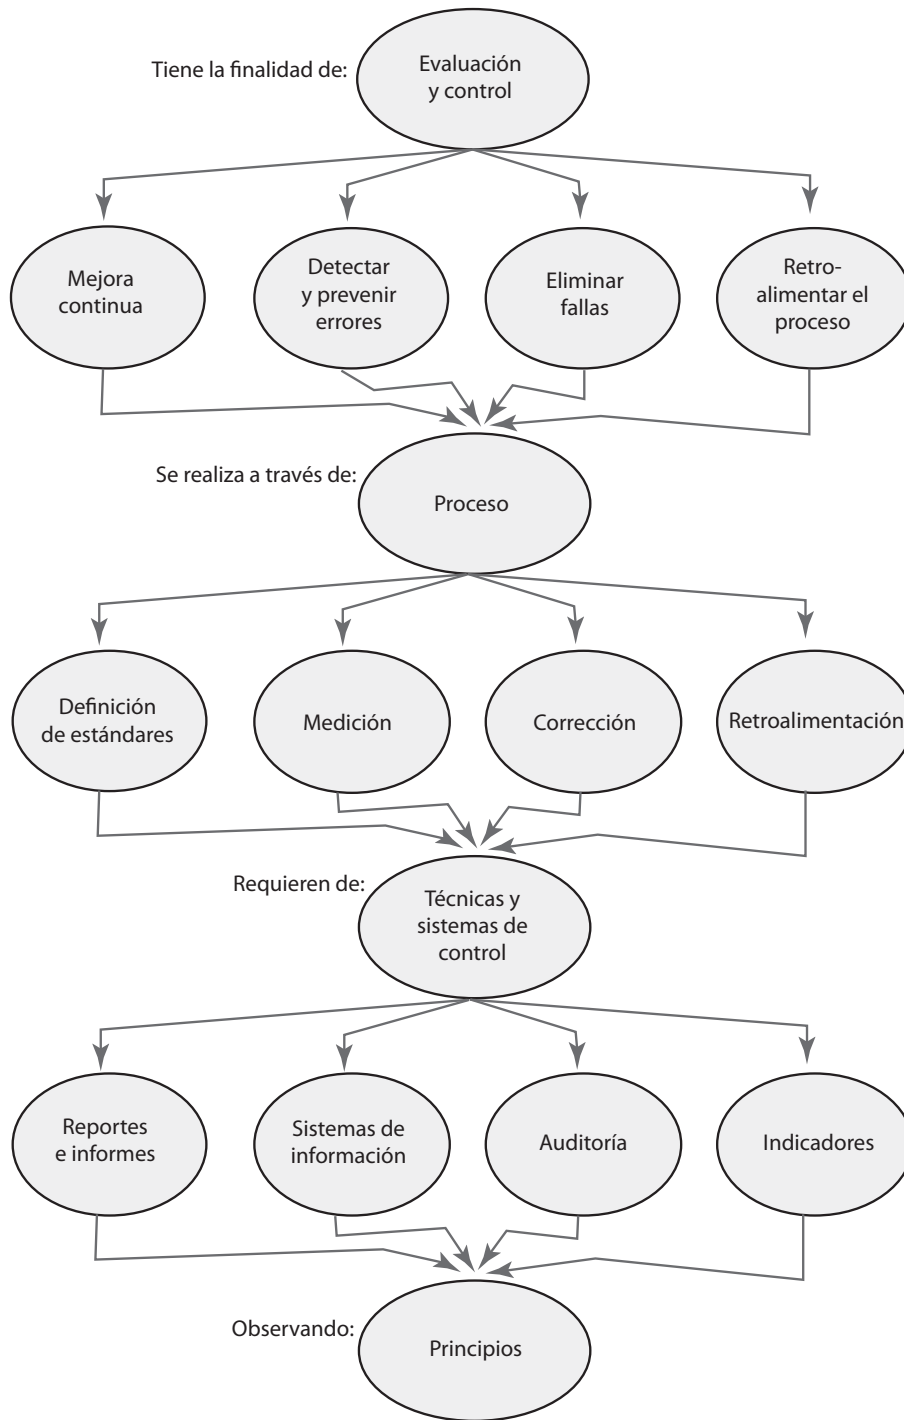 Tiene la finalidad de:
Evaluación
y control
Mejora
continua
Detectar
y prevenir
errores
Eliminar
fallas
Retro-
alimentar el
proceso
Se realiza a través de:
Proceso
Definición
de estándares
Medición
Corrección
Retroalimentación
Requieren de:
Técnicas y
sistemas de
control
Reportes
e informes
Sistemas de
información
Auditoría
Indicadores
Observando:
Principios